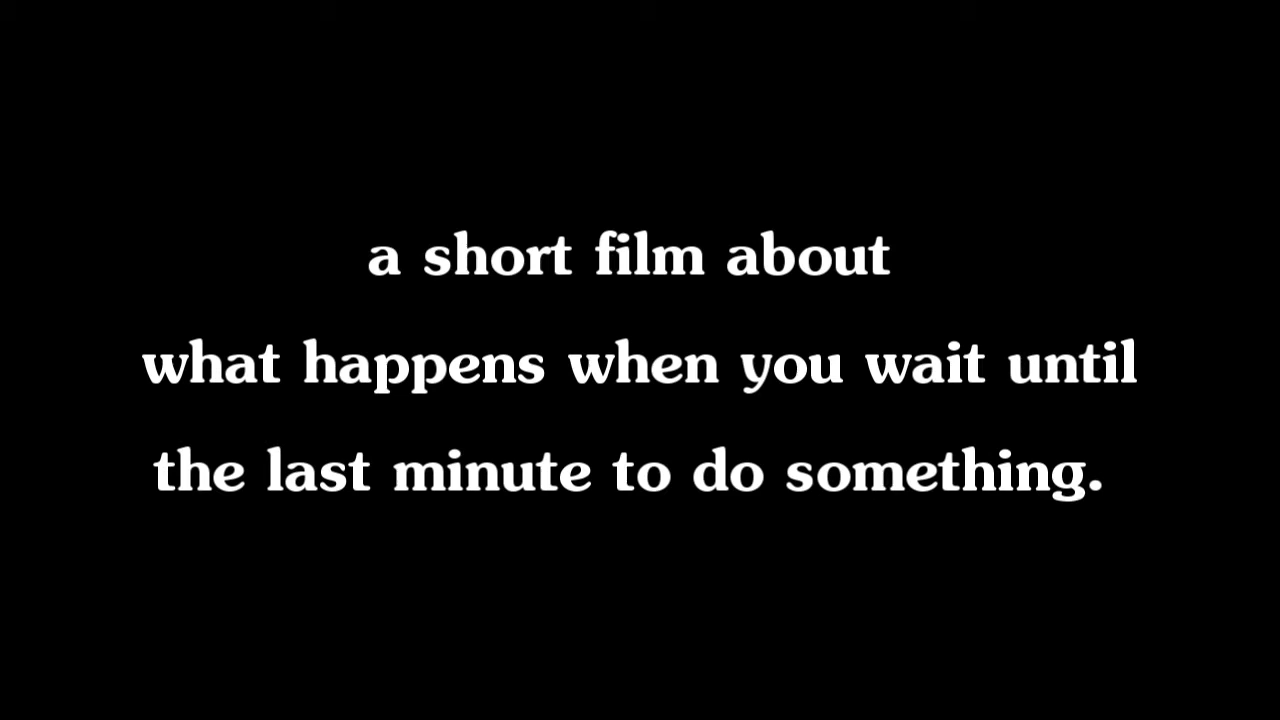 a short film about
what happens when you wait until
the last minute to do something.